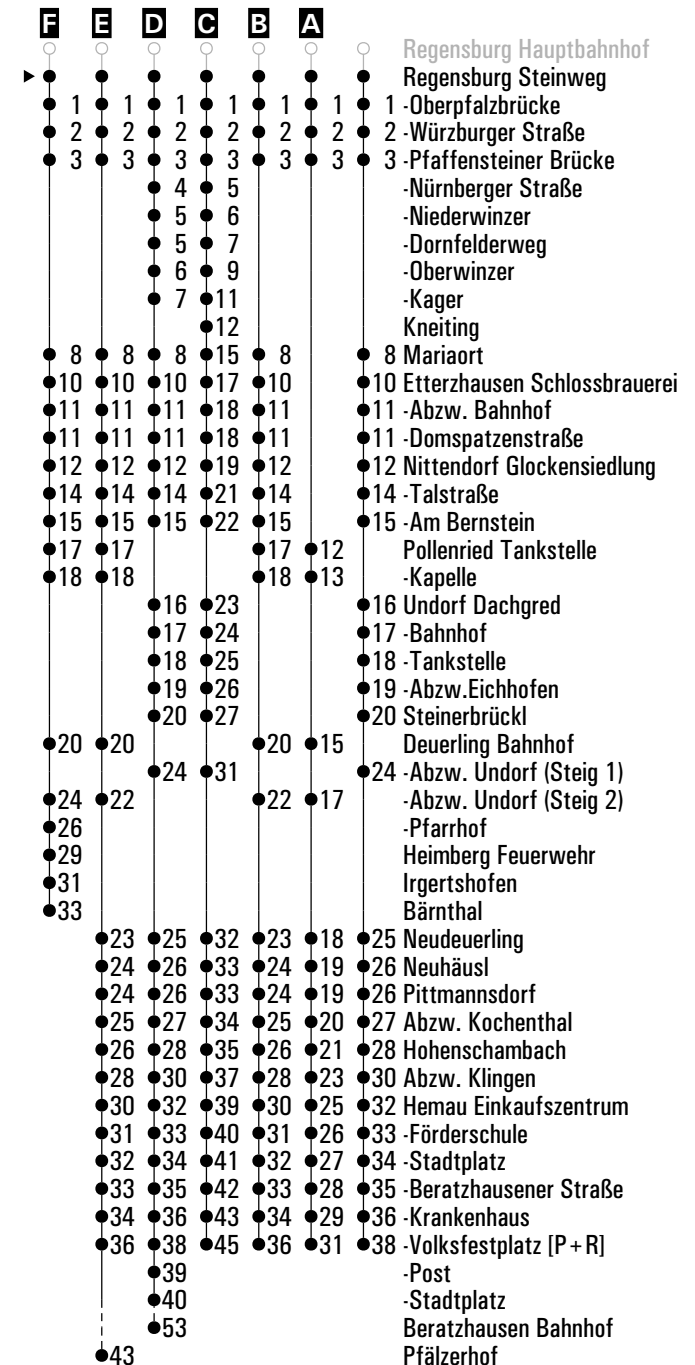 F E D C B A
Regensburg Hauptbahnhof
Regensburg Steinweg
1 1 1 1 1 1 1 -Oberpfalzbrücke
2 2 2 2 2 2 2 -Würzburger Straße
3 3 3 3 3 3 3 -Pfaffensteiner Brücke
4 5 -Nürnberger Straße
5 6 -Niederwinzer
5 7 -Dornfelderweg
6 9 -Oberwinzer
7 11 -Kager
12 Kneiting
8 8 8 15 8 8 Mariaort
10 10 10 17 10 10 Etterzhausen Schlossbrauerei
11 11 11 18 11 11 -Abzw. Bahnhof
11 11 11 18 11 11 -Domspatzenstraße
12 12 12 19 12 12 Nittendorf Glockensiedlung
14 14 14 21 14 14 -Talstraße
15 15 15 22 15 15 -Am Bernstein
17 17 17 12 Pollenried Tankstelle
18 18 18 13 -Kapelle
16 23 16 Undorf Dachgred
17 24 17 -Bahnhof
18 25 18 -Tankstelle
19 26 19 -Abzw.Eichhofen
20 27 20 Steinerbrückl
20 20 20 15 Deuerling Bahnhof
24 31 24 -Abzw. Undorf (Steig 1)
24 22 22 17 -Abzw. Undorf (Steig 2)
26 -Pfarrhof
29 Heimberg Feuerwehr
31 Irgertshofen
33 Bärnthal
23 25 32 23 18 25 Neudeuerling
24 26 33 24 19 26 Neuhäusl
24 26 33 24 19 26 Pittmannsdorf
25 27 34 25 20 27 Abzw. Kochenthal
26 28 35 26 21 28 Hohenschambach
28 30 37 28 23 30 Abzw. Klingen
30 32 39 30 25 32 Hemau Einkaufszentrum
31 33 40 31 26 33 -Förderschule
32 34 41 32 27 34 -Stadtplatz
33 35 42 33 28 35 -Beratzhausener Straße
34 36 43 34 29 36 -Krankenhaus
36 38 45 36 31 38 -Volksfestplatz [P+R]
39 -Post
40 -Stadtplatz
53 Beratzhausen Bahnhof
43 Pfälzerhof